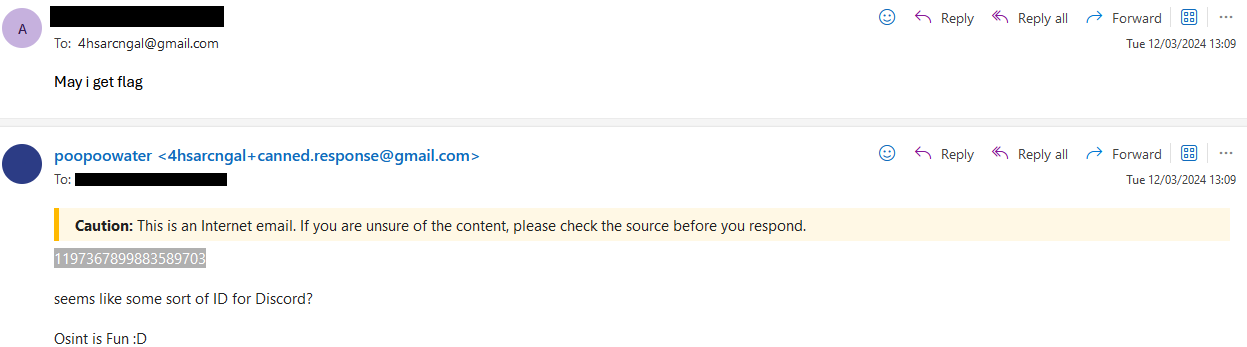 A
Reply
Reply all
Forward
To: 4hsarcngal@gmail.com
Tue 12/03/2024 13:09
May i get flag
poopoowater <4hsarcngal+canned.response@gmail.com>
Reply
Reply all
Forward
To:
Tue 12/03/2024 13:09
Caution: This is an Internet email. If you are unsure of the content, please check the source before you respond.
1197367899883589703
seems like some sort of ID for Discord?
Osint is Fun :D